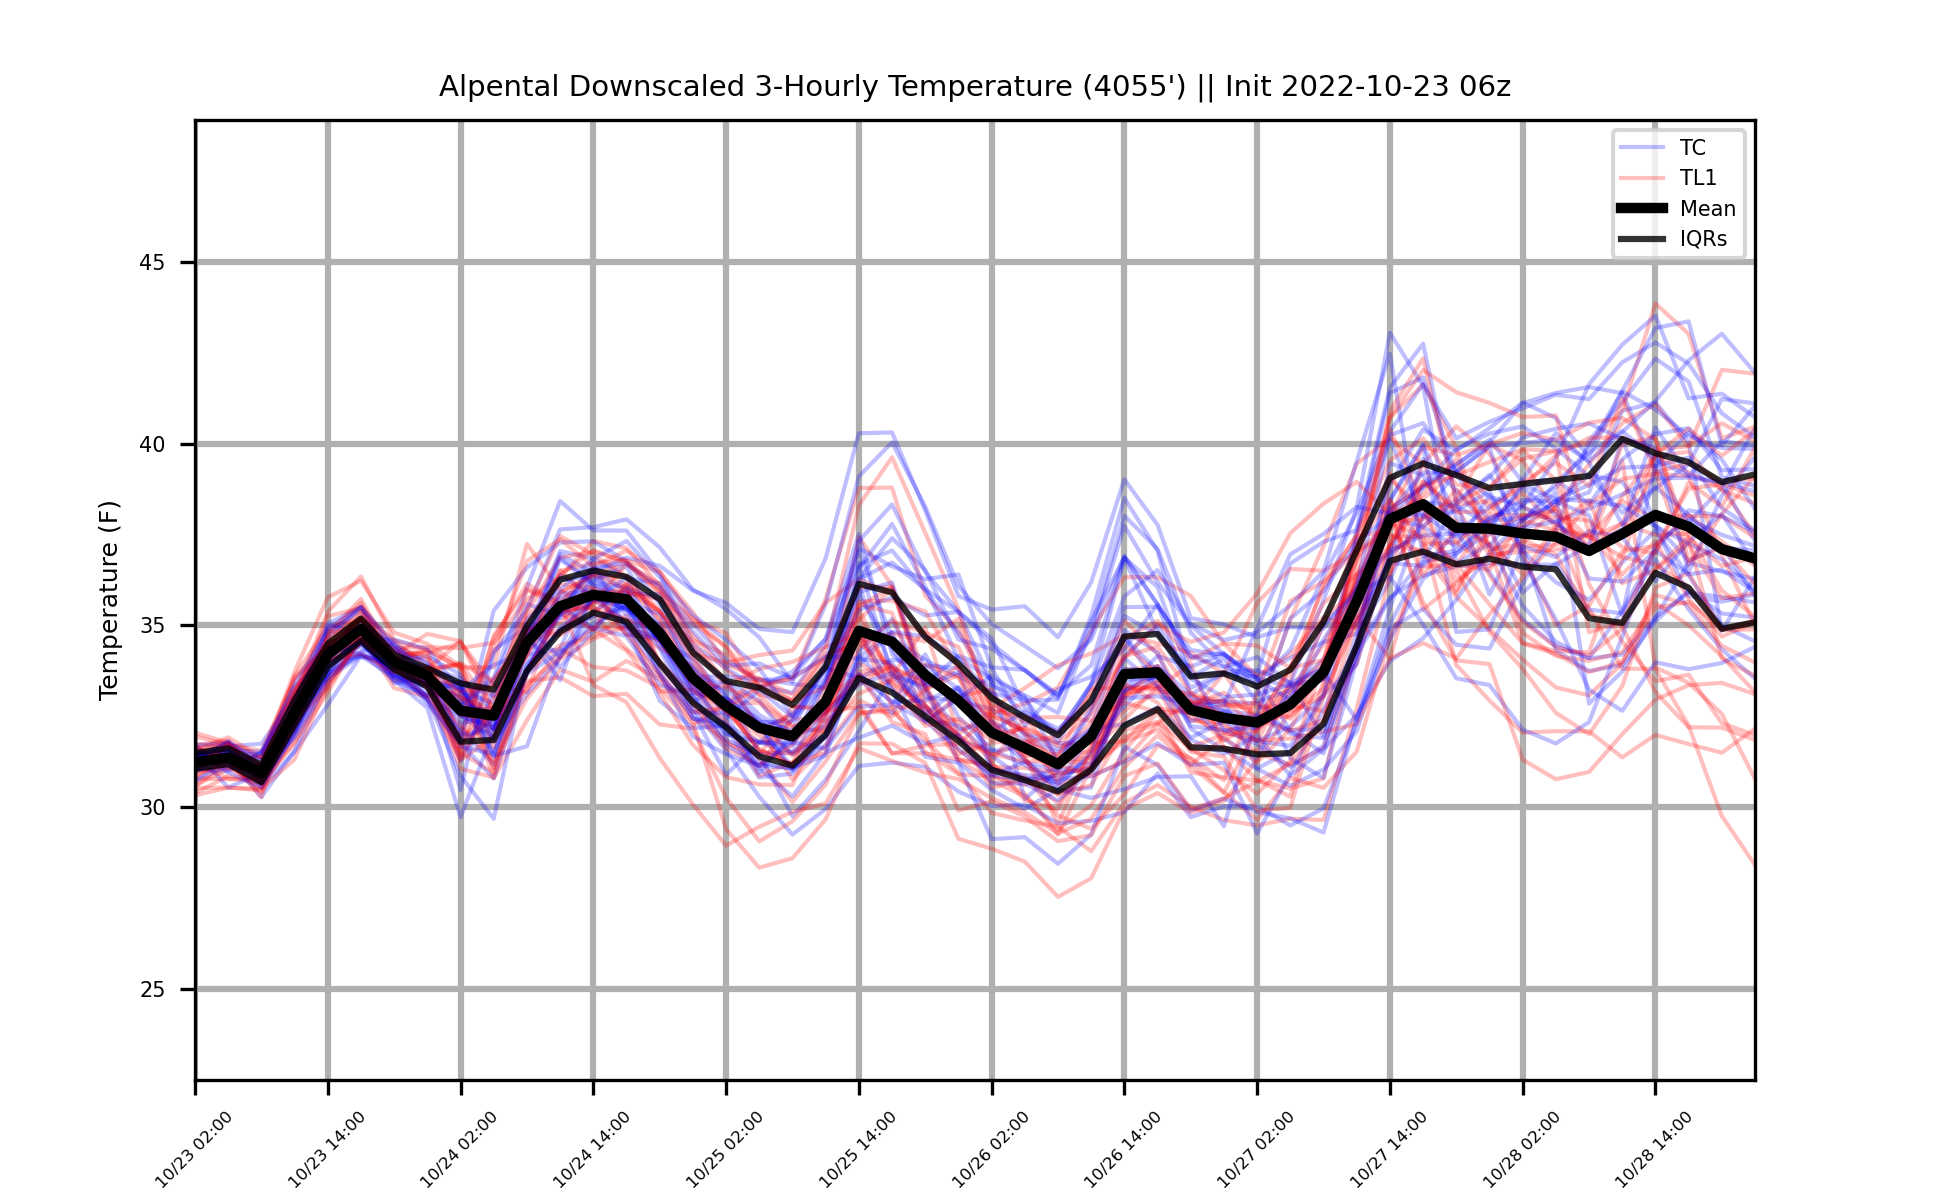 Alpental Downscaled 3-Hourly Temperature (4055') || Init 2022-10-23 06z
TC
TL1
Mean
IQRs
Temperature (F)
45
40
35
30
25
10/23 02:00
10/23 14:00
10/24 02:00
10/24 14:00
10/25 02:00
10/25 14:00
10/26 02:00
10/26 14:00
10/27 02:00
10/27 14:00
10/28 02:00
10/28 14:00